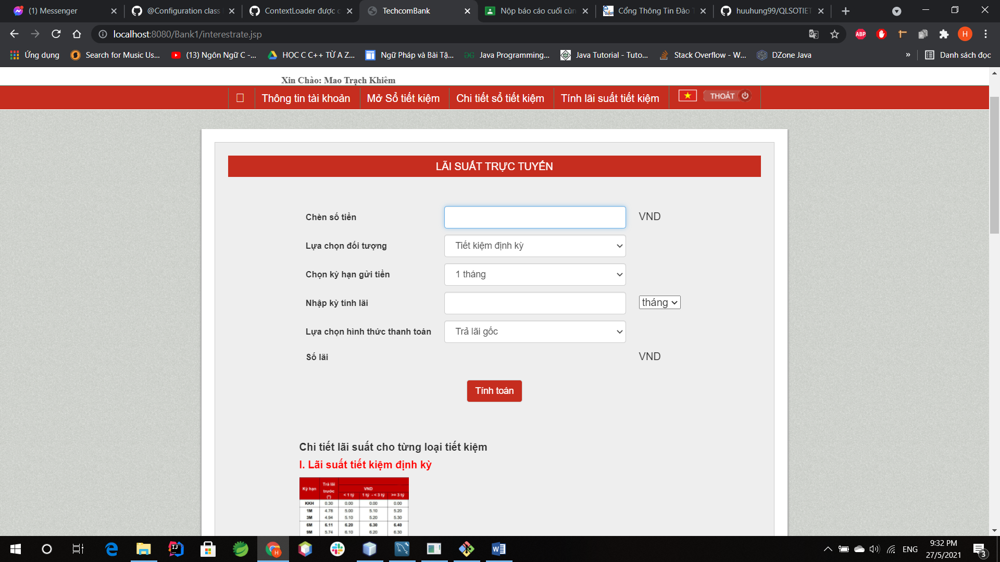 (1) Messenger
@Configuration class
ContextLoader được c
TechcomBank
Nộp báo cáo cuối cùn
Cổng Thông Tin Đào T
huuhung99/QLSOTIET
localhost:8080/Bank1/interestrate.jsp
ABP
H
Ứng dụng
Search for Music Us...
(13) Ngôn Ngữ C -...
HỌC C C++ TỪ A Z...
Ngữ Pháp và Bài Tậ...
Java Programming...
Java Tutorial - Tuto...
Stack Overflow - W...
DZone Java
»
Danh sách đọc
Xin Chào: Mao Trạch Khiêm
Thông tin tài khoản
Mở Sổ tiết kiệm
Chi tiết sổ tiết kiệm
Tính lãi suất tiết kiệm
THOÁT
LÃI SUẤT TRỰC TUYẾN
Chèn số tiền
VND
Lựa chọn đối tượng
Tiết kiệm định kỳ
Chọn kỳ hạn gửi tiền
1 tháng
Nhập kỳ tính lãi
tháng
Lựa chọn hình thức thanh toán
Trả lãi gốc
Số lãi
VND
Tính toán
Chi tiết lãi suất cho từng loại tiết kiệm
I. Lãi suất tiết kiệm định kỳ
Kỳ hạn
Trả lãi trước (*)
VND
< 1 tỷ
1 tỷ - < 3 tỷ
>= 3 tỷ
KKH 0.30 0.00 0.00 0.00
1M 4.78 5.00 5.10 5.20
3M 4.94 5.10 5.20 5.30
6M 6.11 6.20 6.30 6.40
9M 5.74 6.10 6.20 6.30
ENG
9:32 PM
27/5/2021
3